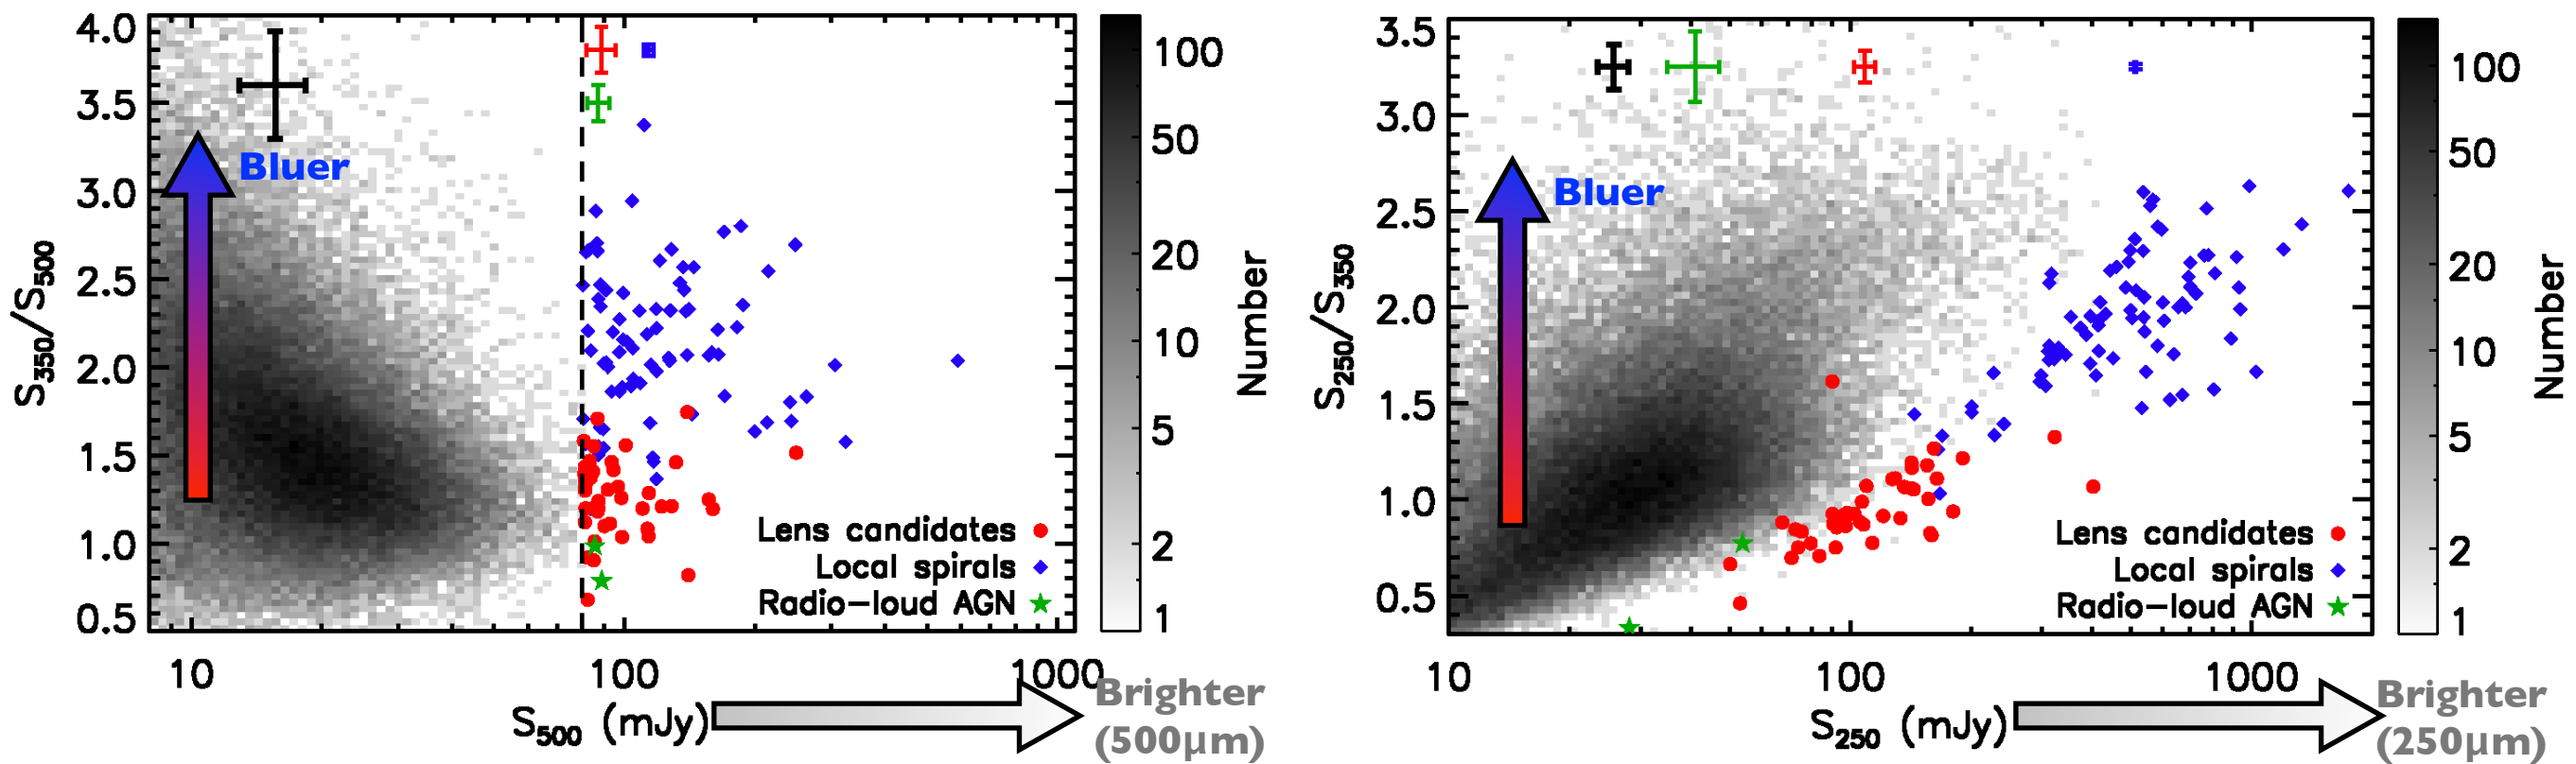 4.0
3.5
3.0
2.5
2.0
1.5
1.0
0.5
S350/S500
Bluer
Lens candidates
Local spirals
Radio-loud AGN
10
100
1000
S500 (mJy)
Brighter
(500μm)
100
50
20
10
5
2
1
Number
3.5
3.0
2.5
2.0
1.5
1.0
0.5
S250/S350
Bluer
Lens candidates
Local spirals
Radio-loud AGN
10
100
1000
S250 (mJy)
Brighter
(250μm)
100
50
20
10
5
2
1
Number